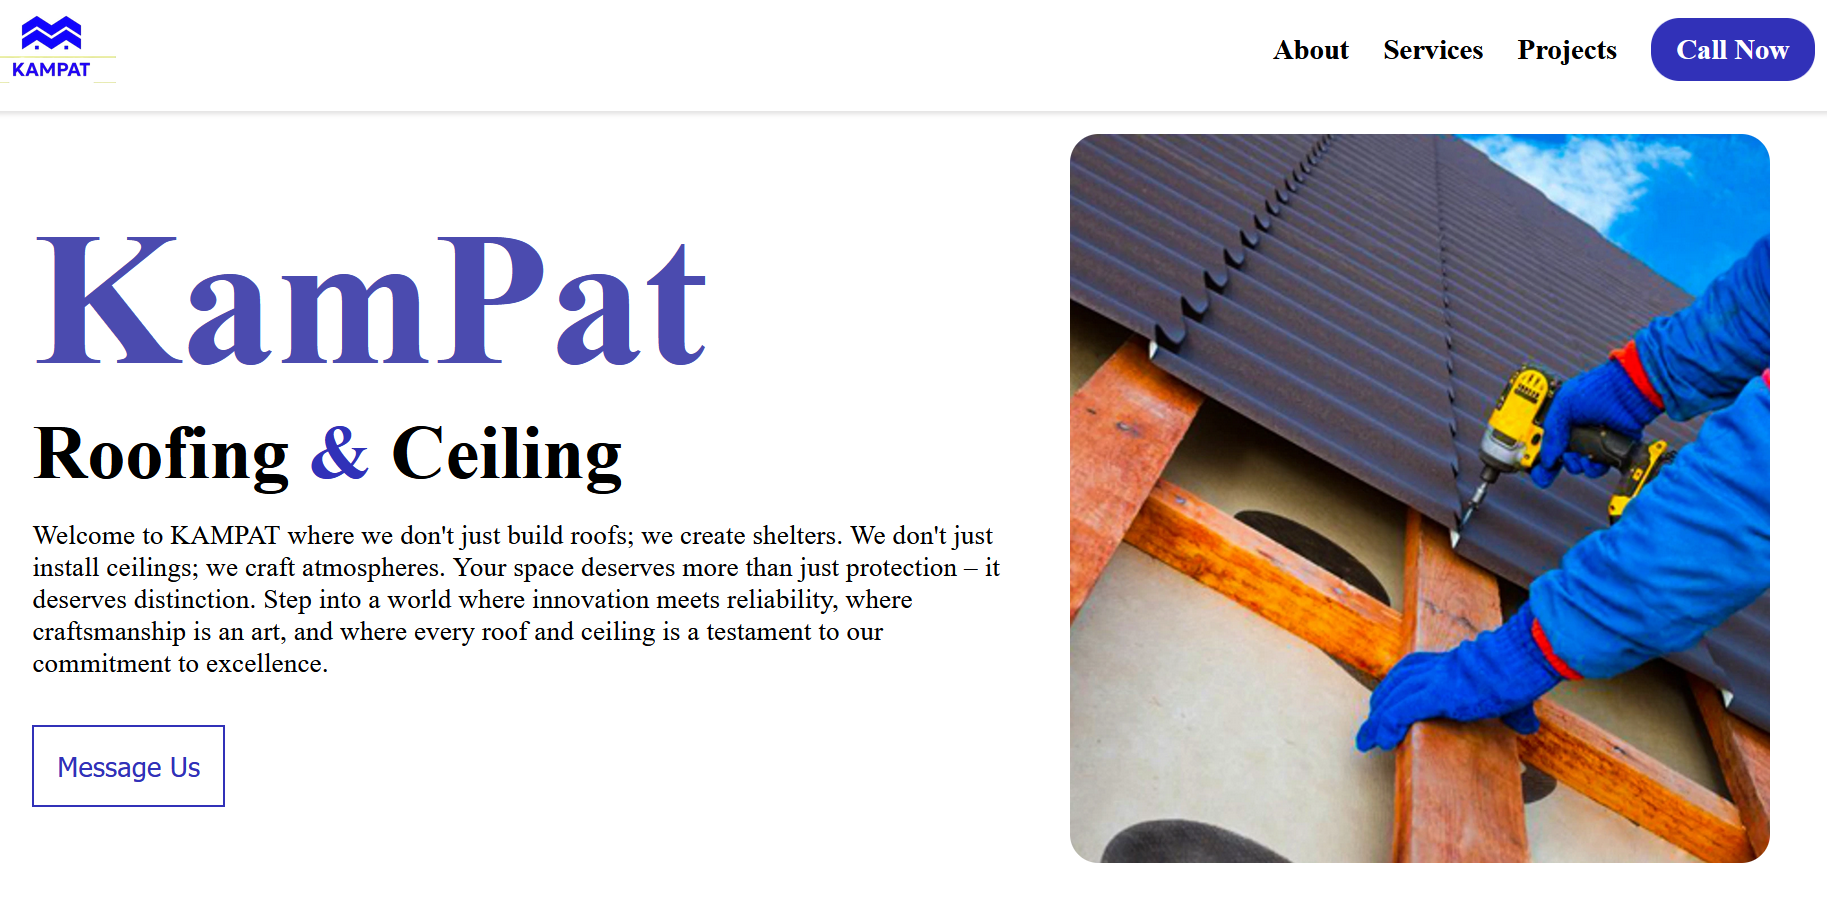 KAMPAT
About Services Projects Call Now
KamPat
Roofing & Ceiling
Welcome to KAMPAT where we don't just build roofs; we create shelters. We don't just
install ceilings; we craft atmospheres. Your space deserves more than just protection – it
deserves distinction. Step into a world where innovation meets reliability, where
craftsmanship is an art, and where every roof and ceiling is a testament to our
commitment to excellence.
Message Us